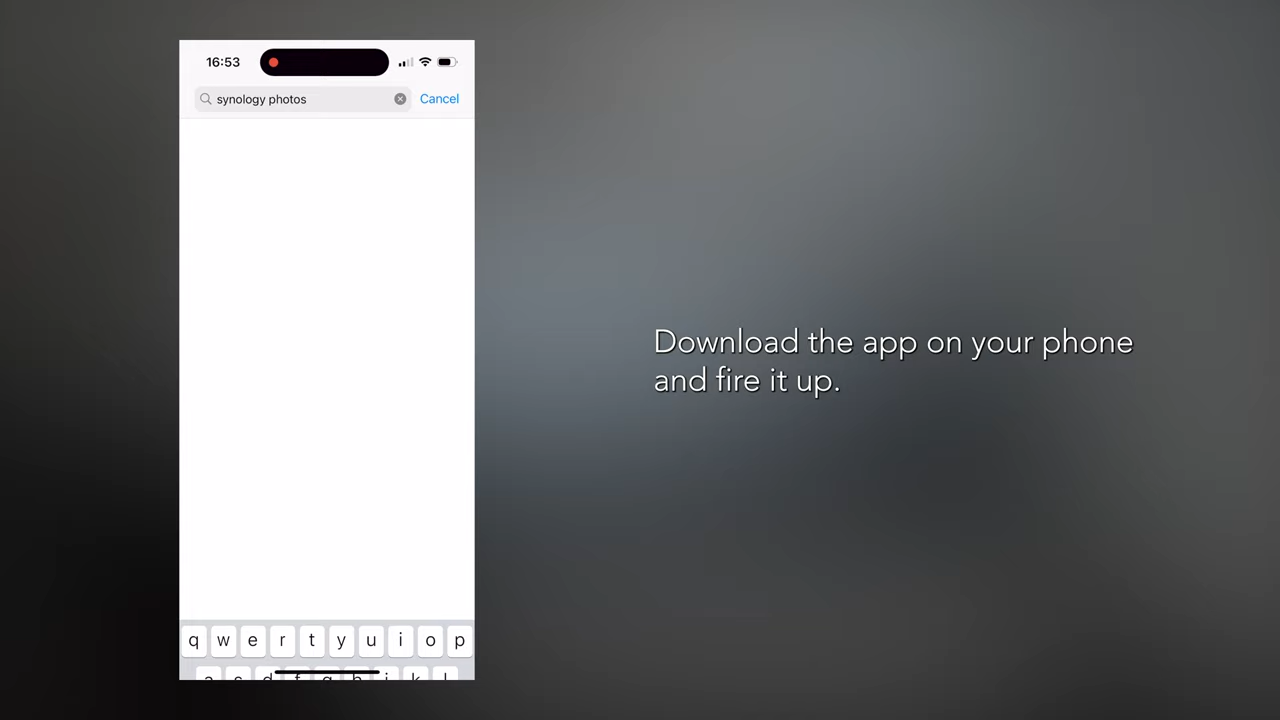 16:53
synology photos
Cancel
Download the app on your phone
and fire it up.
q w e r t y u i o p
a s d f g h j k l